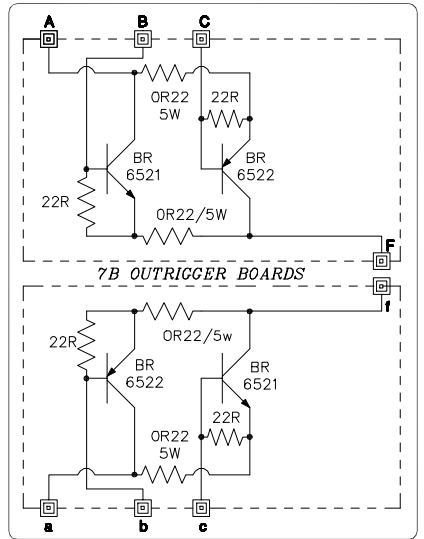 A B C
0R22
5W
22R
BR
6521
BR
6522
22R
0R22/5W
F
7B OUTRIGGER BOARDS
f
22R
0R22/5w
BR
6522
BR
6521
22R
0R22
5W
a b c